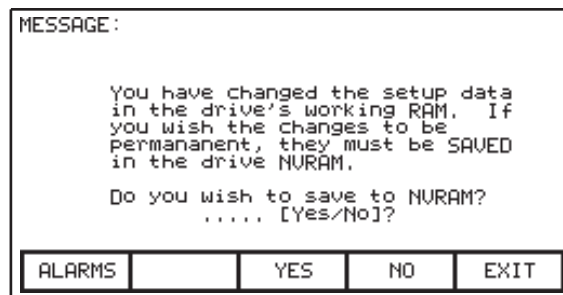 MESSAGE:
You have changed the setup data
in the drive's working RAM. If
you wish the changes to be
permananent, they must be SAVED
in the drive NVRAM.
Do you wish to save to NVRAM?
..... [Yes/No]?
ALARMS YES NO EXIT